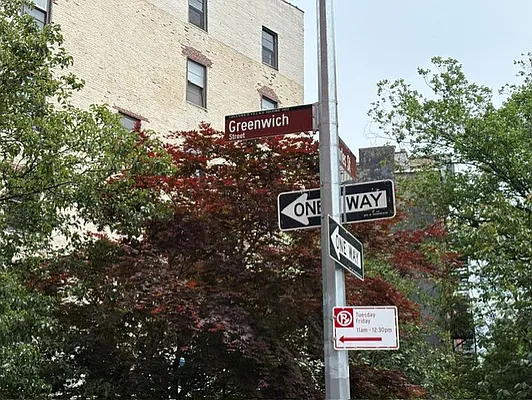 Greenwich
Street
ONE WAY
ONE WAY
Tuesday
Friday
11am - 12:30pm